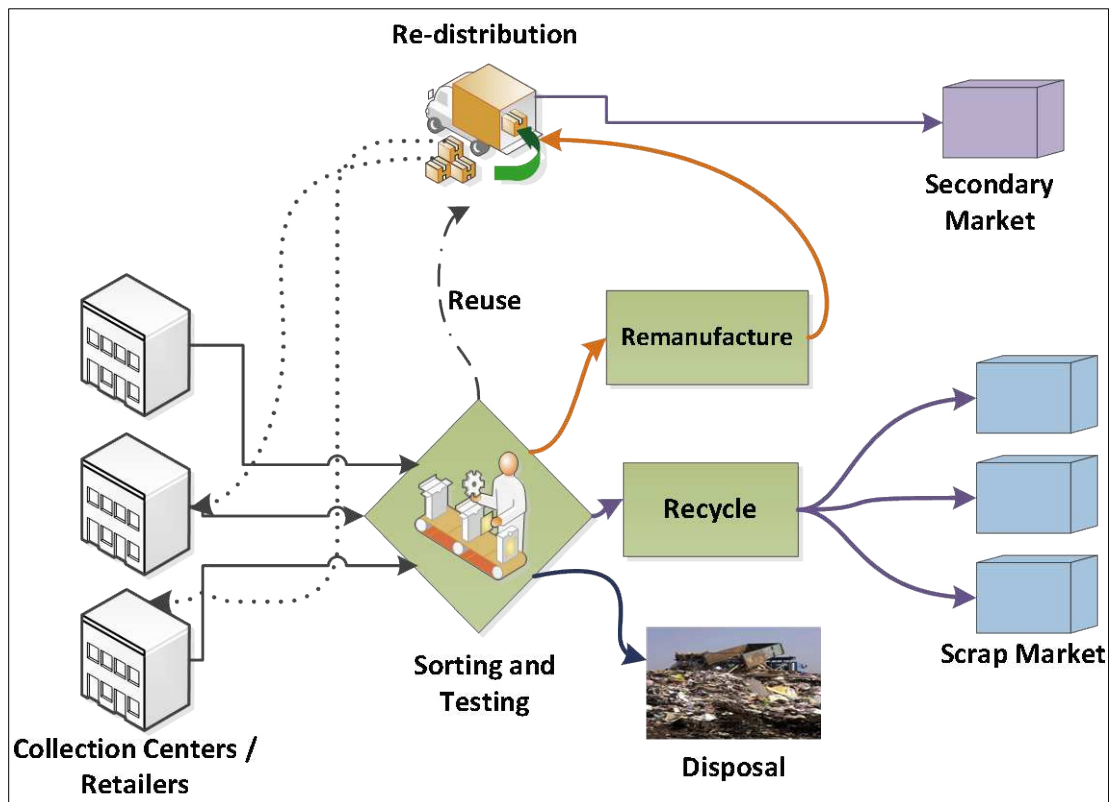 Re-distribution
Secondary
Market
Reuse
Remanufacture
Recycle
Scrap Market
Sorting and
Testing
Collection Centers /
Retailers
Disposal